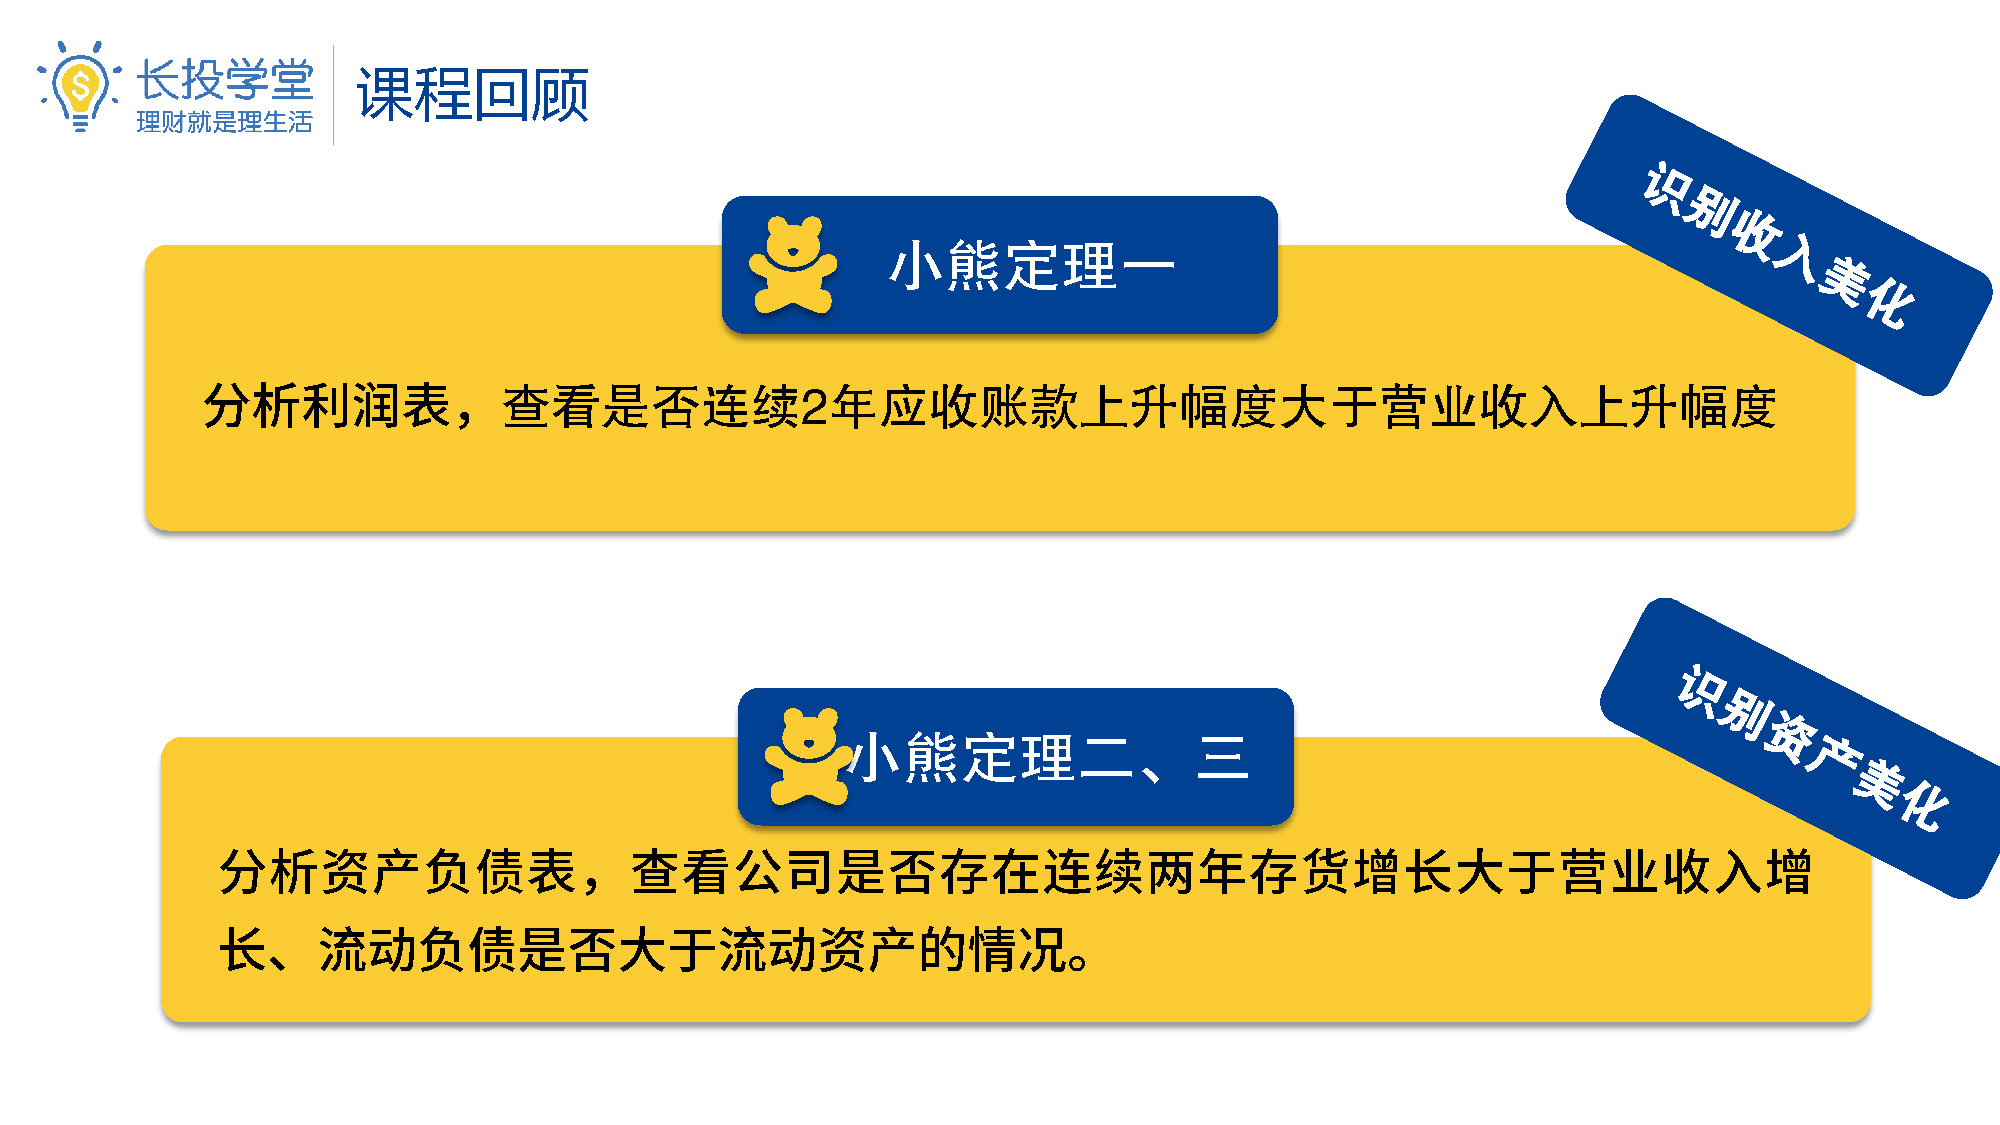 长投学堂
理财就是理生活
课程回顾
识别收入美化
小熊定理一
分析利润表，查看是否连续2年应收账款上升幅度大于营业收入上升幅度
识别资产美化
小熊定理二、三
分析资产负债表，查看公司是否存在连续两年存货增长大于营业收入增
长、流动负债是否大于流动资产的情况。